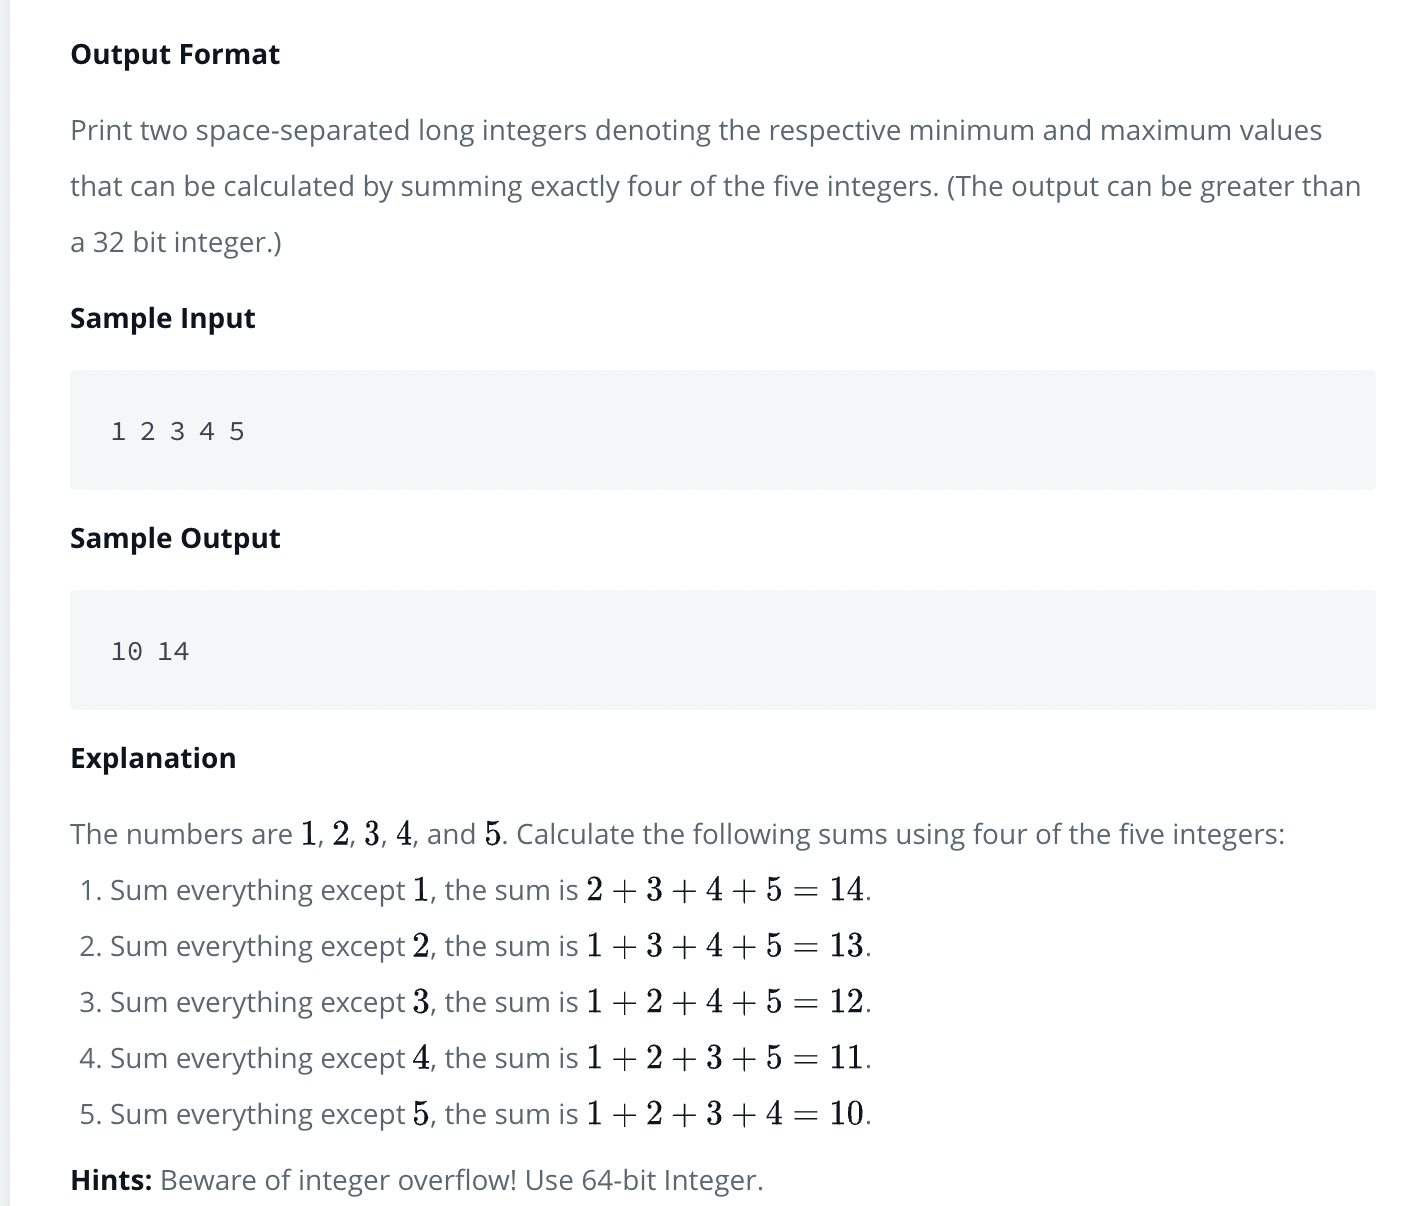 Output Format
Print two space-separated long integers denoting the respective minimum and maximum values
that can be calculated by summing exactly four of the five integers. (The output can be greater than
a 32 bit integer.)
Sample Input
1 2 3 4 5
Sample Output
10 14
Explanation
The numbers are 1, 2, 3, 4, and 5. Calculate the following sums using four of the five integers:
1. Sum everything except 1, the sum is 2 + 3 + 4 + 5 = 14.
2. Sum everything except 2, the sum is 1 + 3 + 4 + 5 = 13.
3. Sum everything except 3, the sum is 1 + 2 + 4 + 5 = 12.
4. Sum everything except 4, the sum is 1 + 2 + 3 + 5 = 11.
5. Sum everything except 5, the sum is 1 + 2 + 3 + 4 = 10.
Hints: Beware of integer overflow! Use 64-bit Integer.